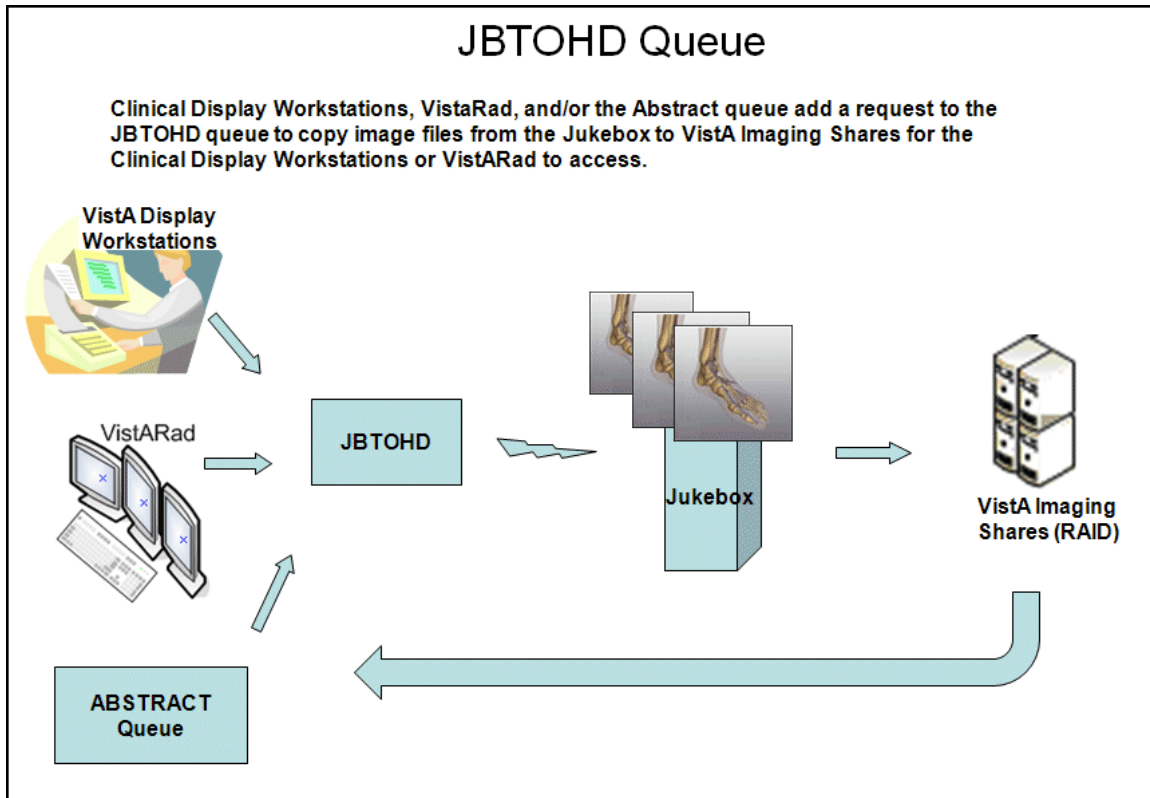 JBTOHD Queue
Clinical Display Workstations, VistaRad, and/or the Abstract queue add a request to the
JBTOHD queue to copy image files from the Jukebox to VistA Imaging Shares for the
Clinical Display Workstations or VistARad to access.
VistA Display
Workstations
VistARad
JBTOHD
Jukebox
VistA Imaging
Shares (RAID)
ABSTRACT
Queue